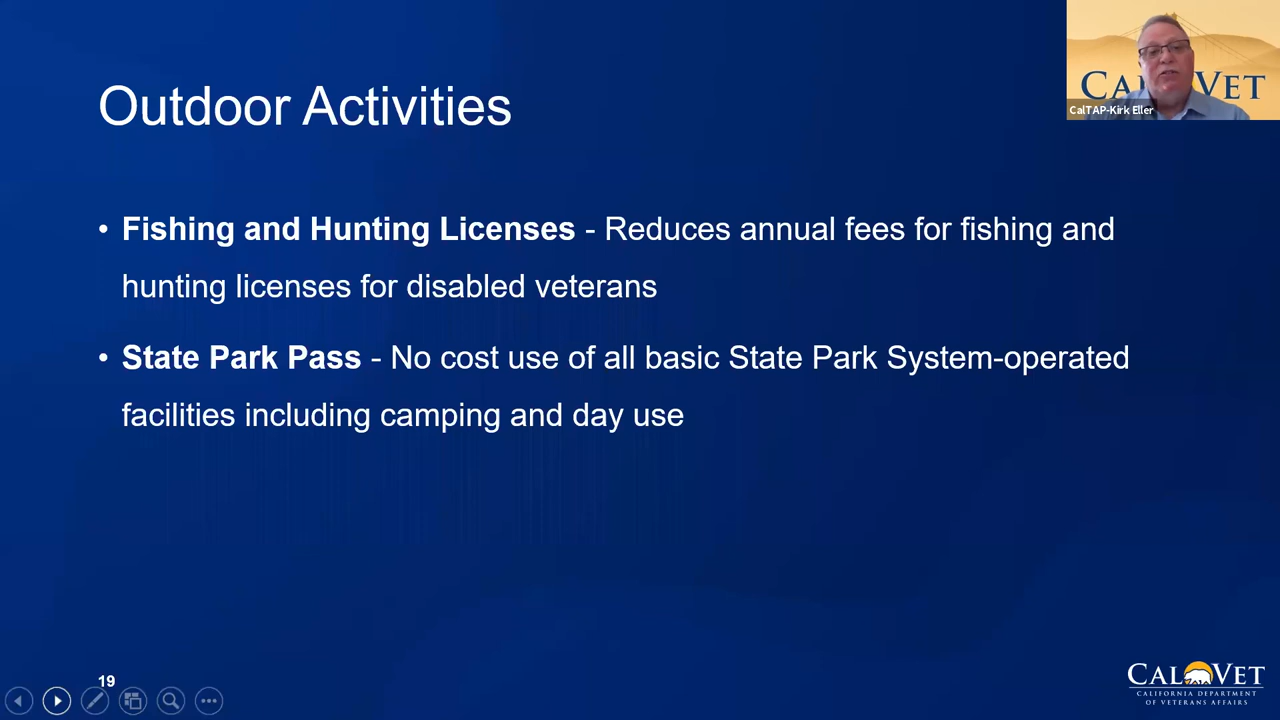 CAL VET
CalTAP-Kirk Eller
Outdoor Activities
• Fishing and Hunting Licenses - Reduces annual fees for fishing and
hunting licenses for disabled veterans
• State Park Pass - No cost use of all basic State Park System-operated
facilities including camping and day use
19
CAL VET
CALIFORNIA DEPARTMENT
OF VETERANS AFFAIRS